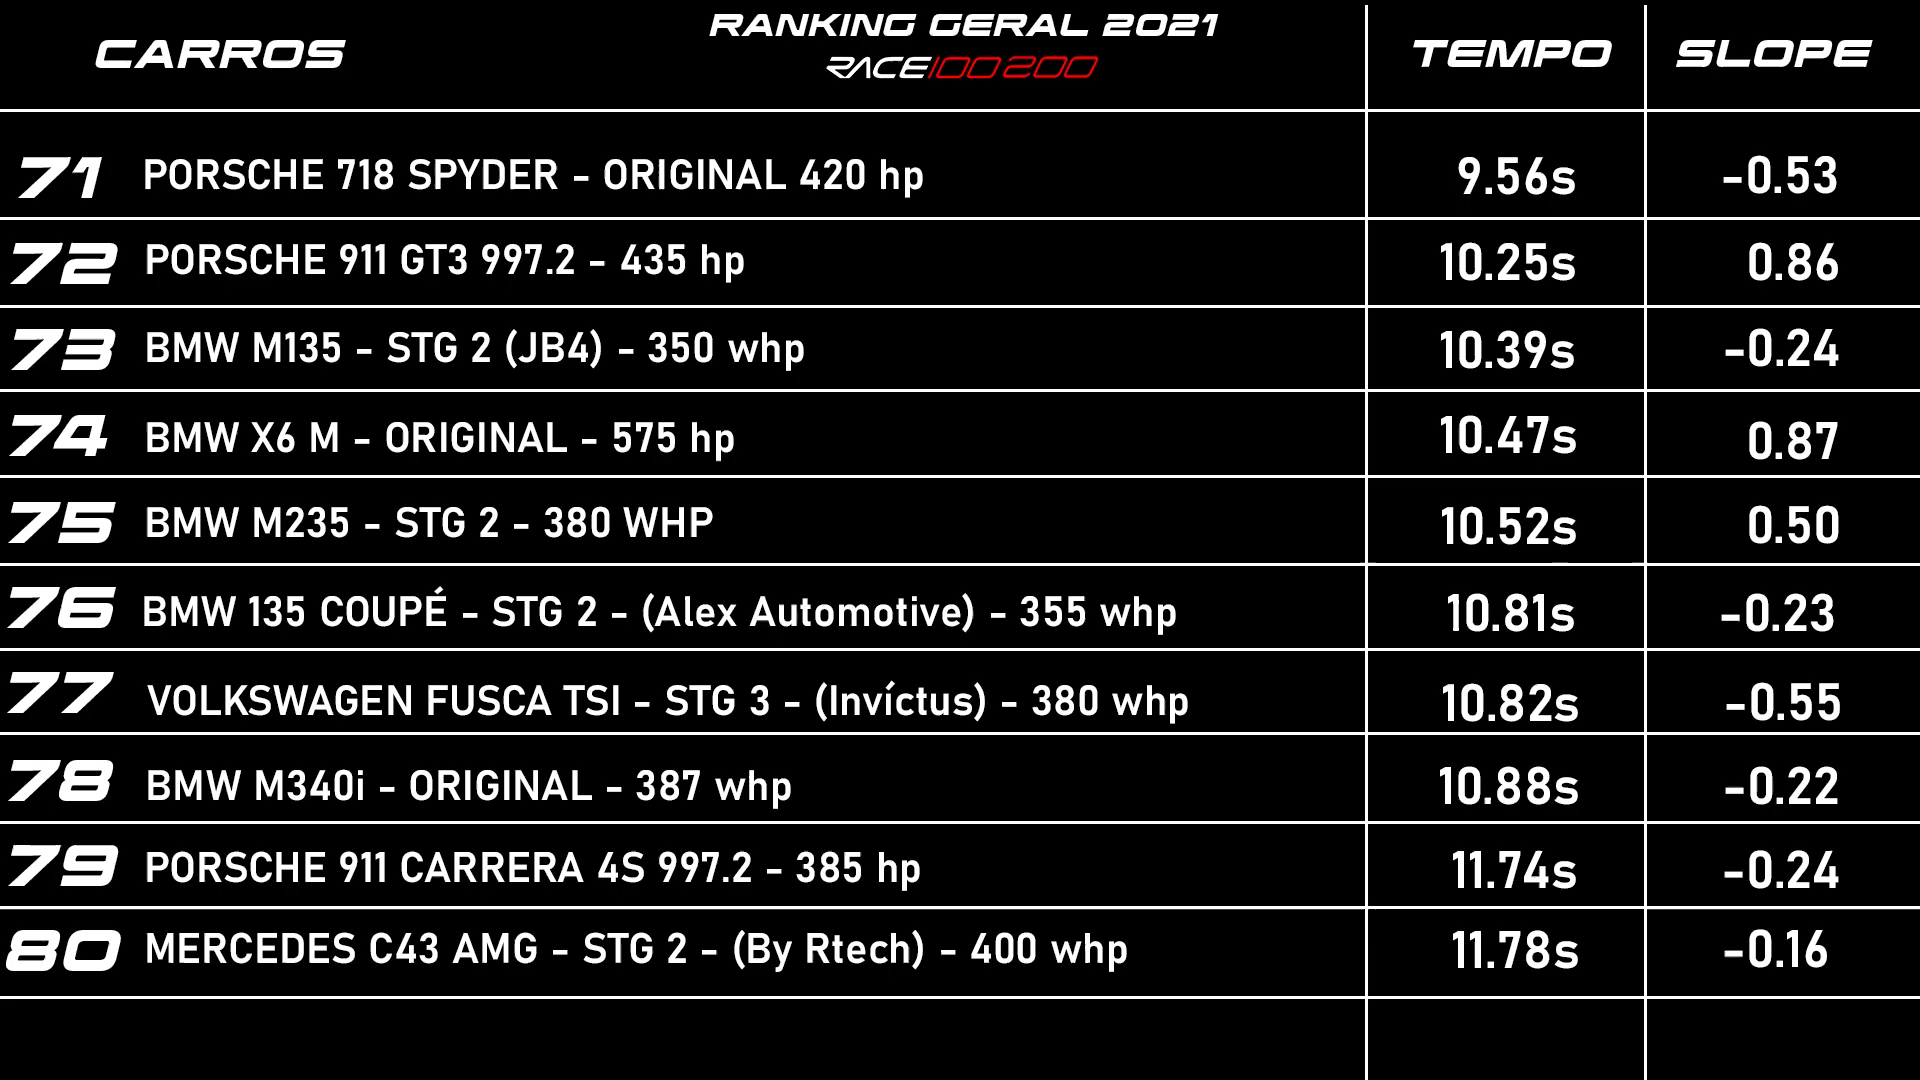 CARROS RANKING GERAL 2021 TEMPO SLOPE
RACE100200
71 PORSCHE 718 SPYDER - ORIGINAL 420 hp 9.56s -0.53
72 PORSCHE 911 GT3 997.2 - 435 hp 10.25s 0.86
73 BMW M135 - STG 2 (JB4) - 350 whp 10.39s -0.24
74 BMW X6 M - ORIGINAL - 575 hp 10.47s 0.87
75 BMW M235 - STG 2 - 380 WHP 10.52s 0.50
76 BMW 135 COUPÉ - STG 2 - (Alex Automotive) - 355 whp 10.81s -0.23
77 VOLKSWAGEN FUSCA TSI - STG 3 - (Invíctus) - 380 whp 10.82s -0.55
78 BMW M340i - ORIGINAL - 387 whp 10.88s -0.22
79 PORSCHE 911 CARRERA 4S 997.2 - 385 hp 11.74s -0.24
80 MERCEDES C43 AMG - STG 2 - (By Rtech) - 400 whp 11.78s -0.16